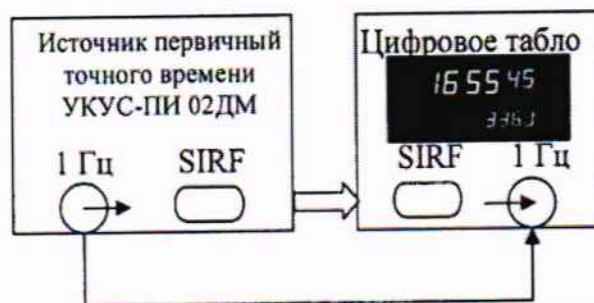 Источник первичный
точного времени
УКУС-ПИ 02ДМ
1 Гц
SIRF
Цифровое табло
16 55 45
SIRF
1 Гц